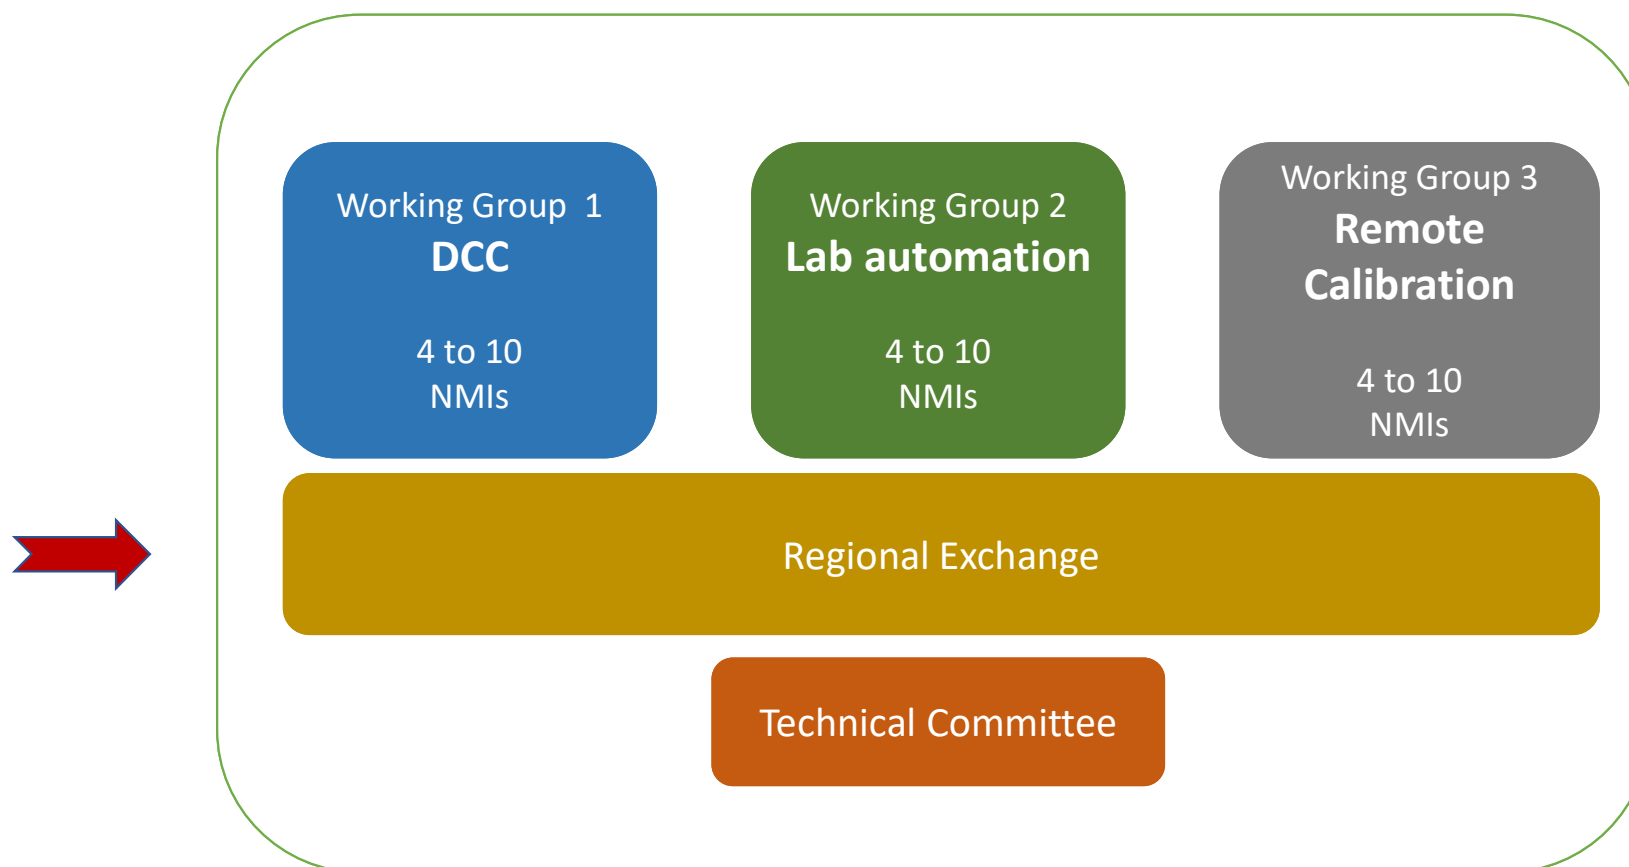 Working Group  1
DCC
4 to 10
NMIs
Working Group 2
Lab automation
4 to 10
NMIs
Working Group 3
Remote
Calibration
4 to 10
NMIs
Regional Exchange
Technical Committee